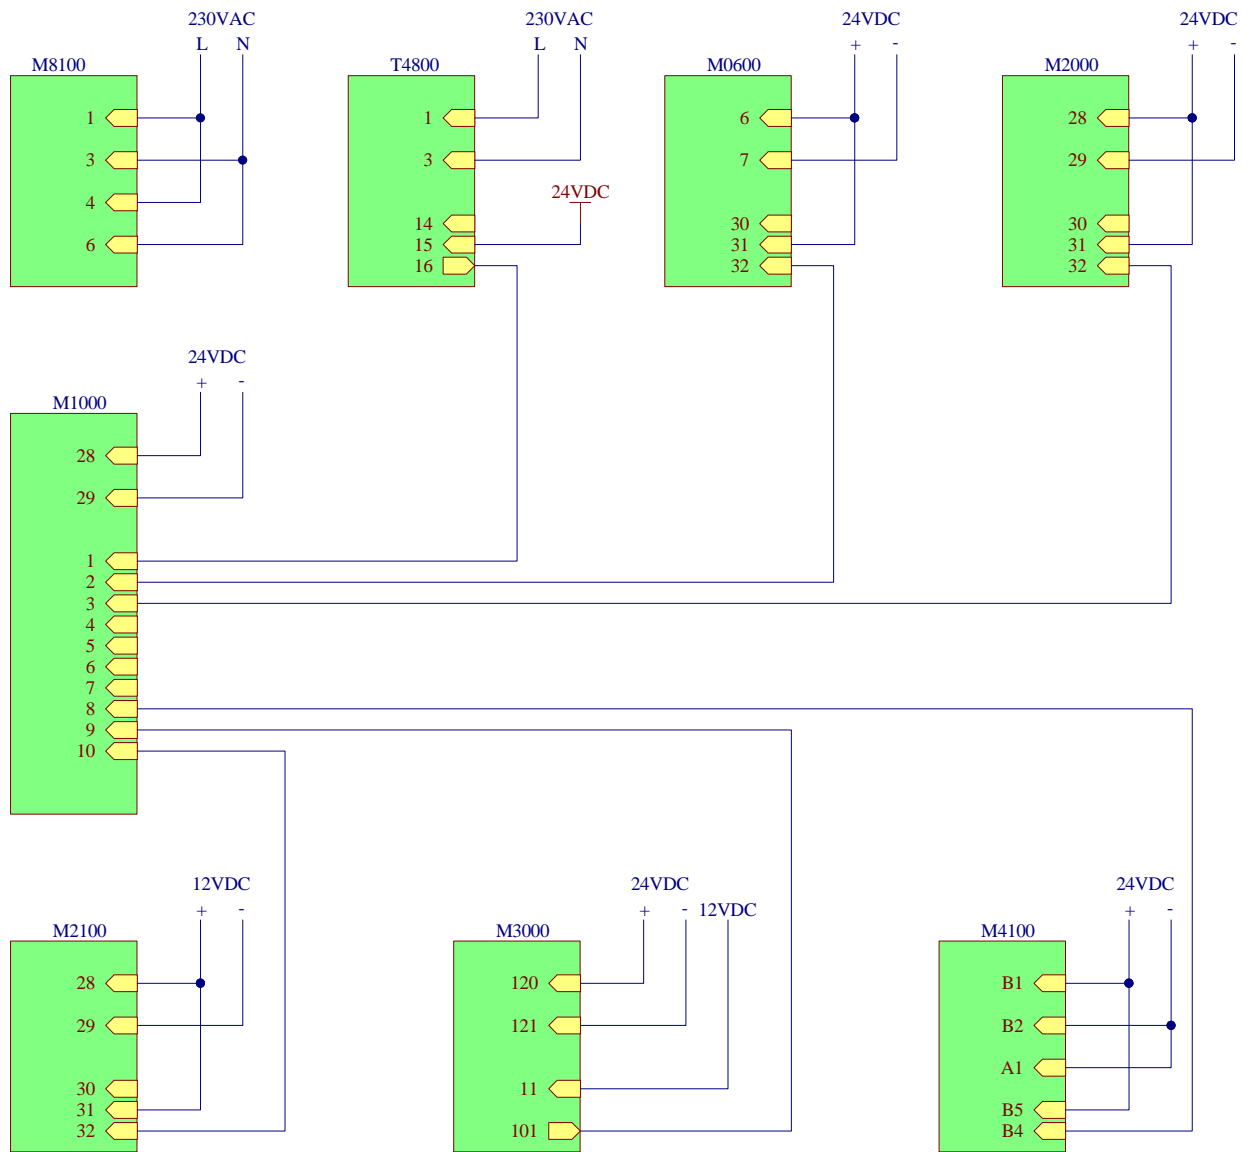 230VAC
L N
M8100
1
3
4
6
230VAC
L N
T4800
1
3
24VDC
14
15
16
24VDC
+ -
M0600
6
7
30
31
32
24VDC
+ -
M2000
28
29
30
31
32
24VDC
+ -
M1000
28
29
1
2
3
4
5
6
7
8
9
10
12VDC
+ -
M2100
28
29
30
31
32
24VDC
+ - 12VDC
M3000
120
121
11
101
24VDC
+ -
M4100
B1
B2
A1
B5
B4